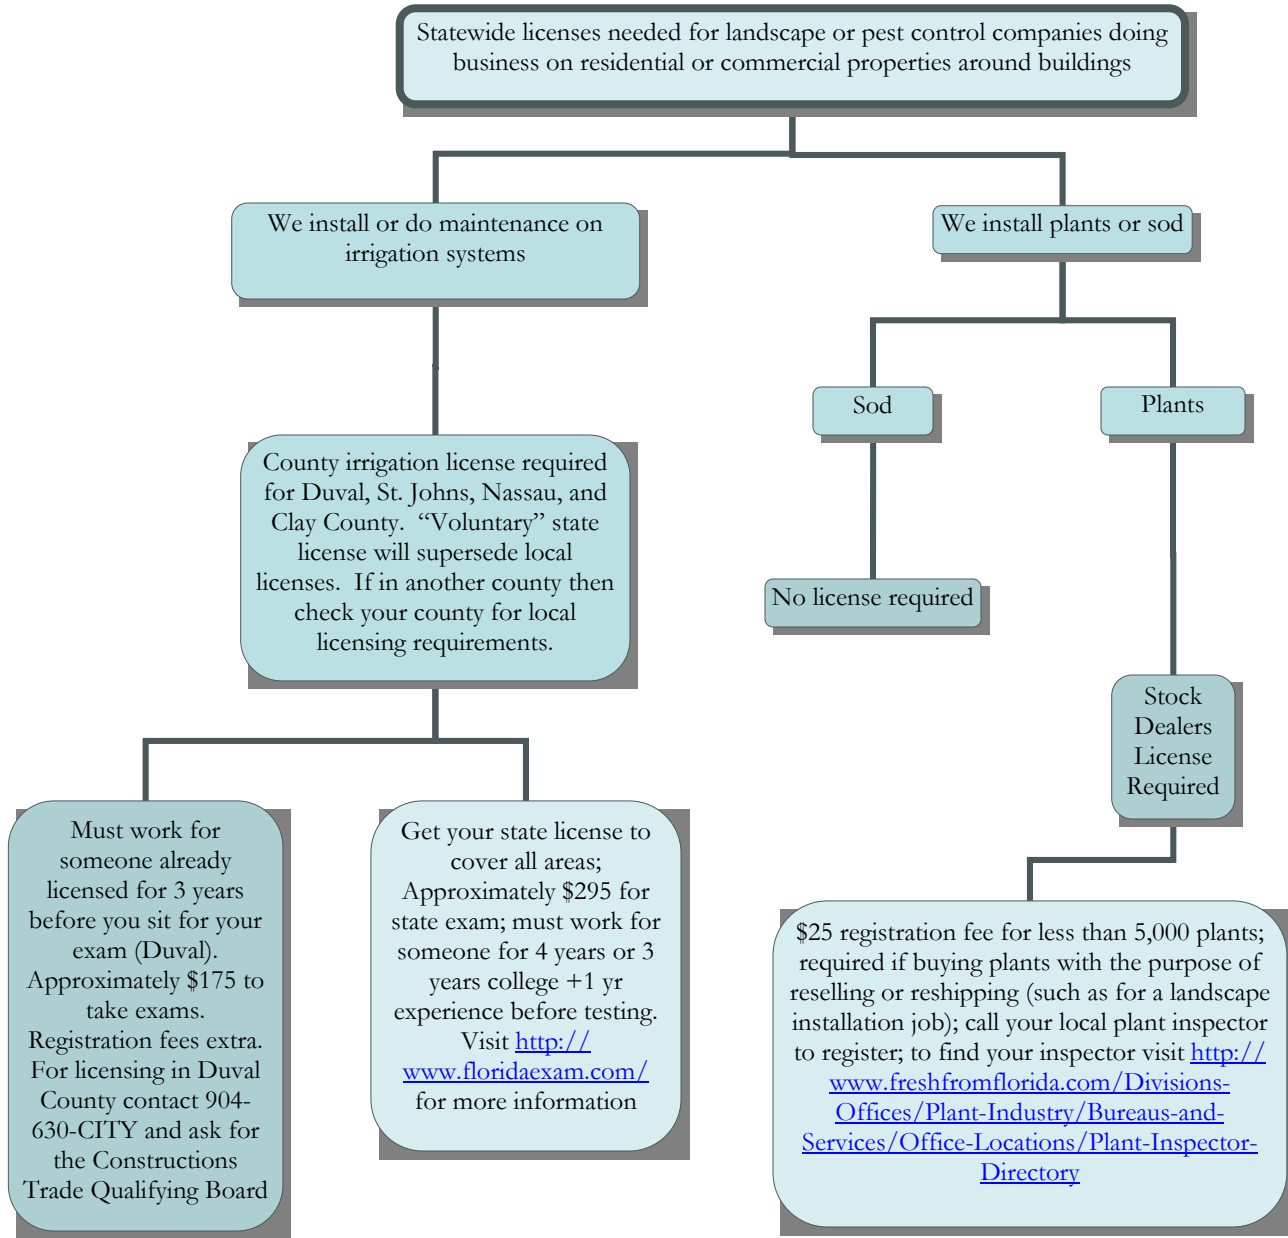 Statewide licenses needed for landscape or pest control companies doing
business on residential or commercial properties around buildings
We install or do maintenance on
irrigation systems
We install plants or sod
Sod
Plants
County irrigation license required
for Duval, St. Johns, Nassau, and
Clay County.  “Voluntary” state
license will supersede local
licenses.  If in another county then
check your county for local
licensing requirements.
No license required
Stock
Dealers
License
Required
Must work for
someone already
licensed for 3 years
before you sit for your
exam (Duval).
Approximately $175 to
take exams.
Registration fees extra.
For licensing in Duval
County contact 904-
630-CITY and ask for
the Constructions
Trade Qualifying Board
Get your state license to
cover all areas;
Approximately $295 for
state exam; must work for
someone for 4 years or 3
years college +1 yr
experience before testing.
Visit http://
www.floridaexam.com/
for more information
$25 registration fee for less than 5,000 plants;
required if buying plants with the purpose of
reselling or reshipping (such as for a landscape
installation job); call your local plant inspector
to register; to find your inspector visit http://
www.freshfromflorida.com/Divisions-
Offices/Plant-Industry/Bureaus-and-
Services/Office-Locations/Plant-Inspector-
Directory